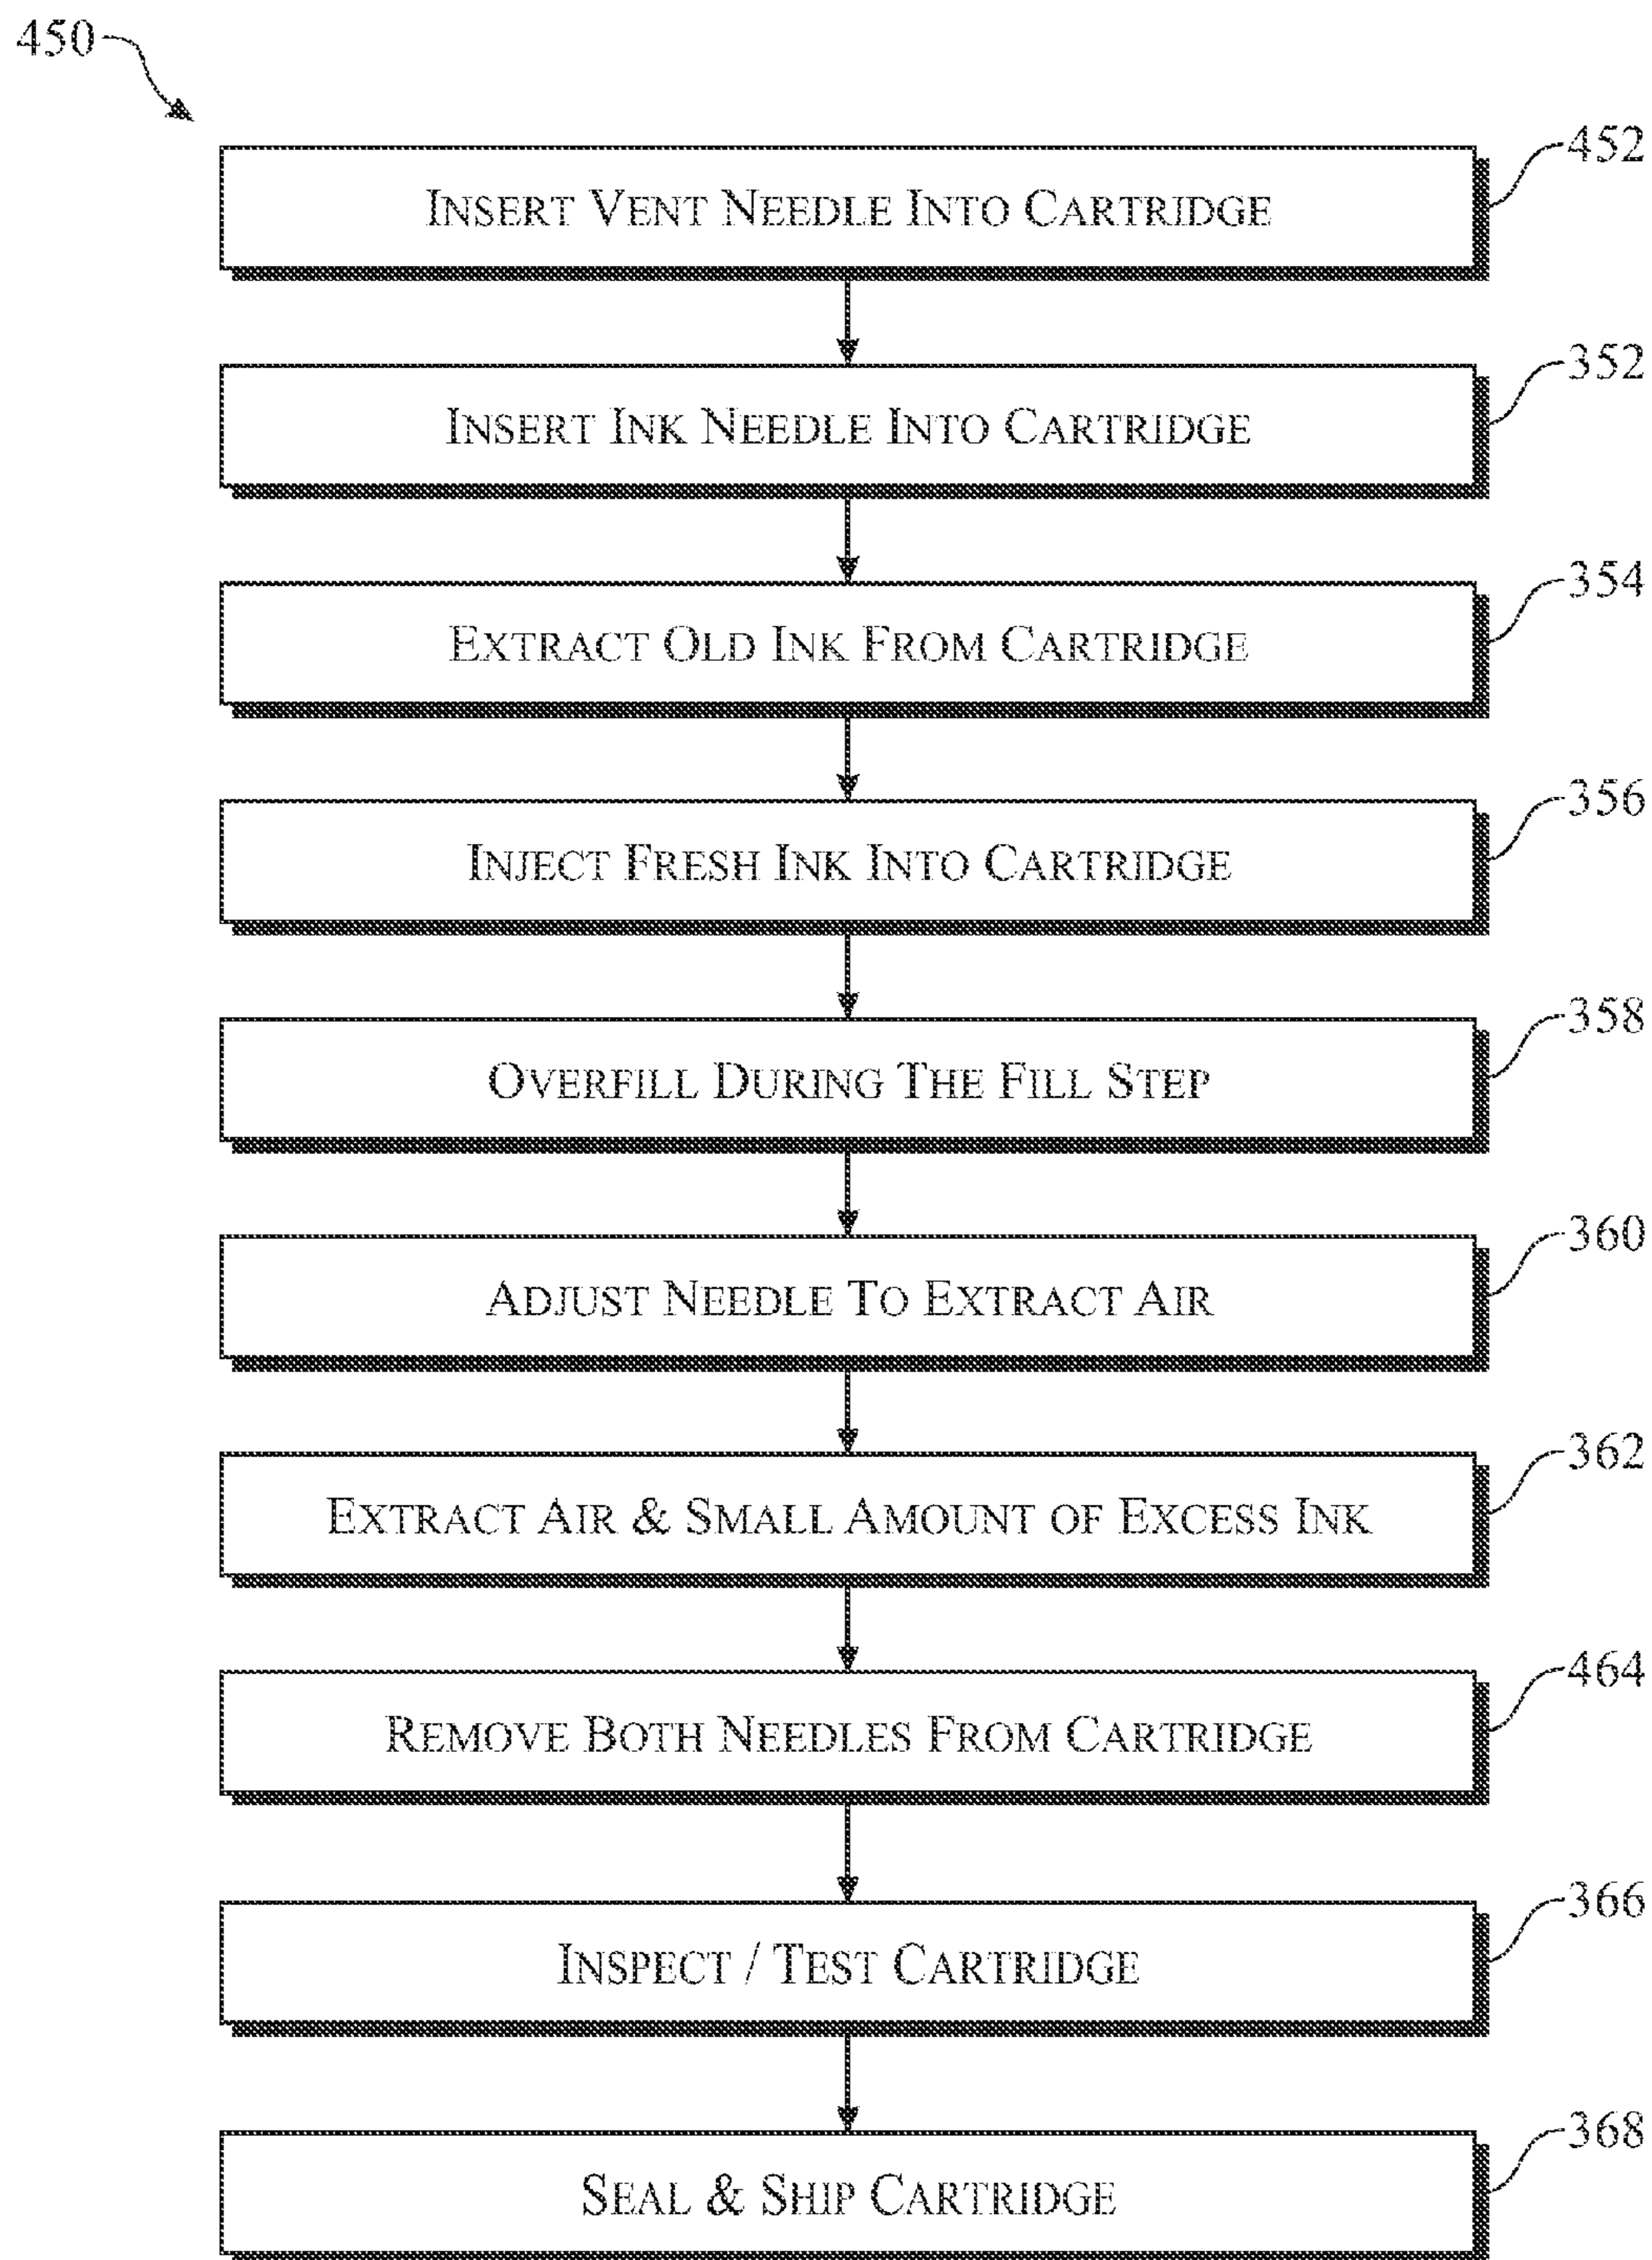 450
452
INSERT VENT NEEDLE INTO CARTRIDGE
352
INSERT INK NEEDLE INTO CARTRIDGE
354
EXTRACT OLD INK FROM CARTRIDGE
356
INJECT FRESH INK INTO CARTRIDGE
358
OVERFILL DURING THE FILL STEP
360
ADJUST NEEDLE TO EXTRACT AIR
362
EXTRACT AIR & SMALL AMOUNT OF EXCESS INK
464
REMOVE BOTH NEEDLES FROM CARTRIDGE
366
INSPECT / TEST CARTRIDGE
368
SEAL & SHIP CARTRIDGE